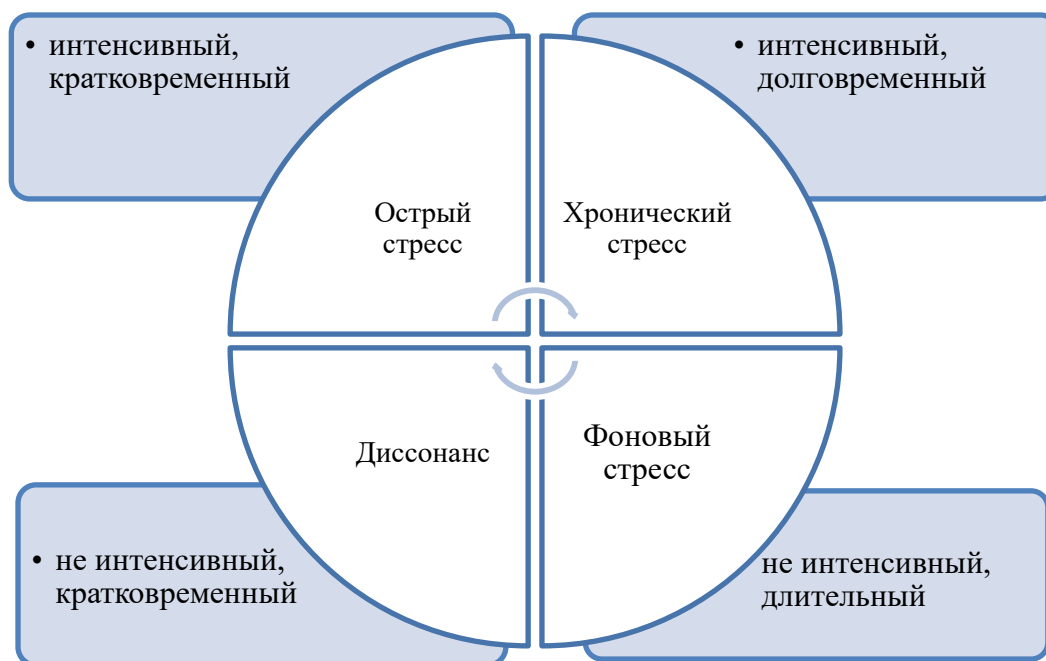 • интенсивный,
кратковременный
• интенсивный,
долговременный
Острый
стресс
Хронический
стресс
Диссонанс
Фоновый
стресс
• не интенсивный,
кратковременный
не интенсивный,
длительный